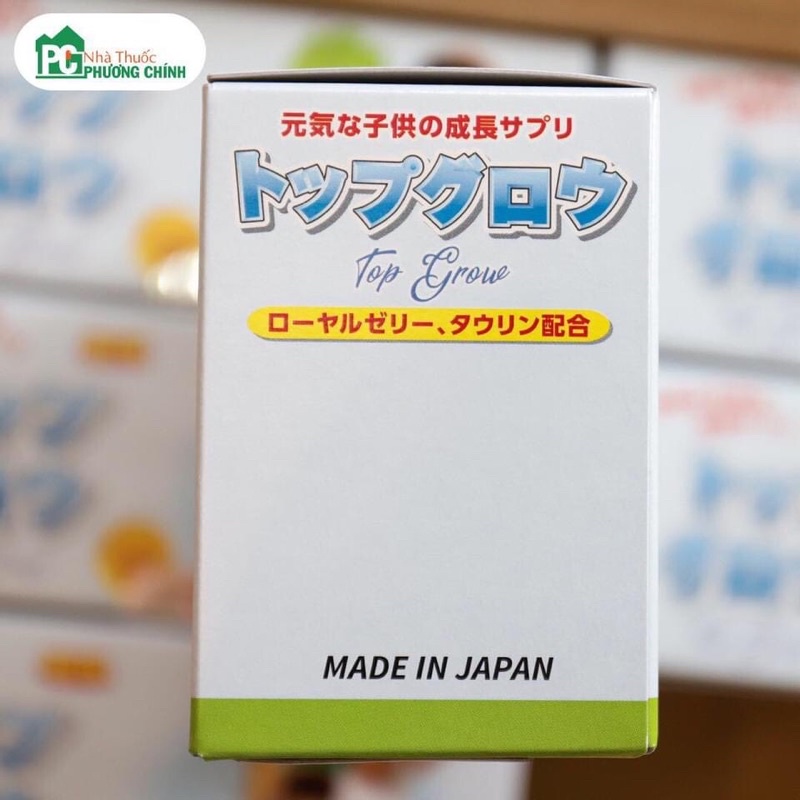 PC
Nhà Thuốc
PHƯƠNG CHÍNH
元気な子供の成長サプリ
トップグロウ
Top Grow
ローヤルゼリー、タウリン配合
MADE IN JAPAN